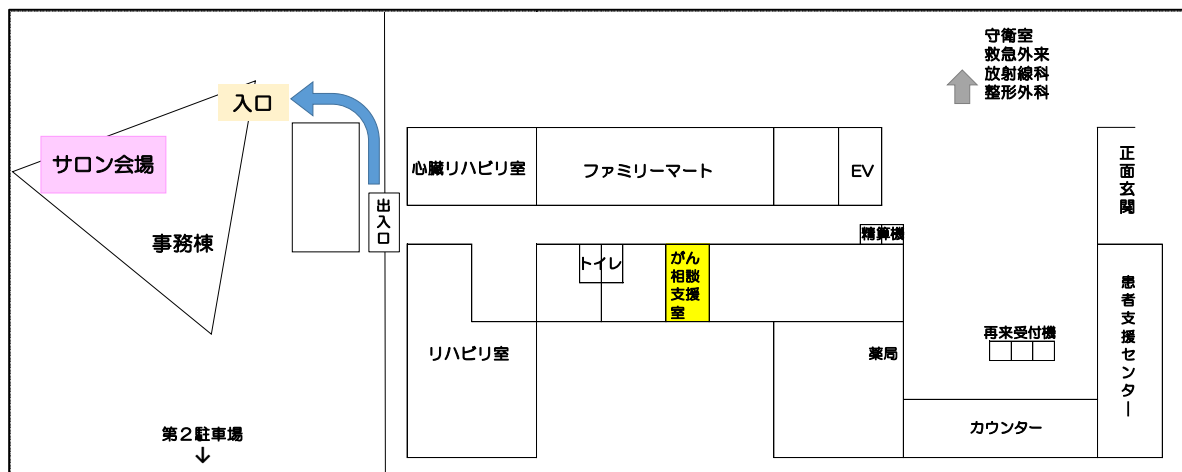 守衛室
救急外来
放射線科
整形外科
入口
サロン会場
事務棟
出入口
心臓リハビリ室
ファミリーマート
EV
正面玄関
精算機
トイレ
がん
相談
支援
室
患者支援センター
再来受付機
リハビリ室
薬局
カウンター
第２駐車場
↓